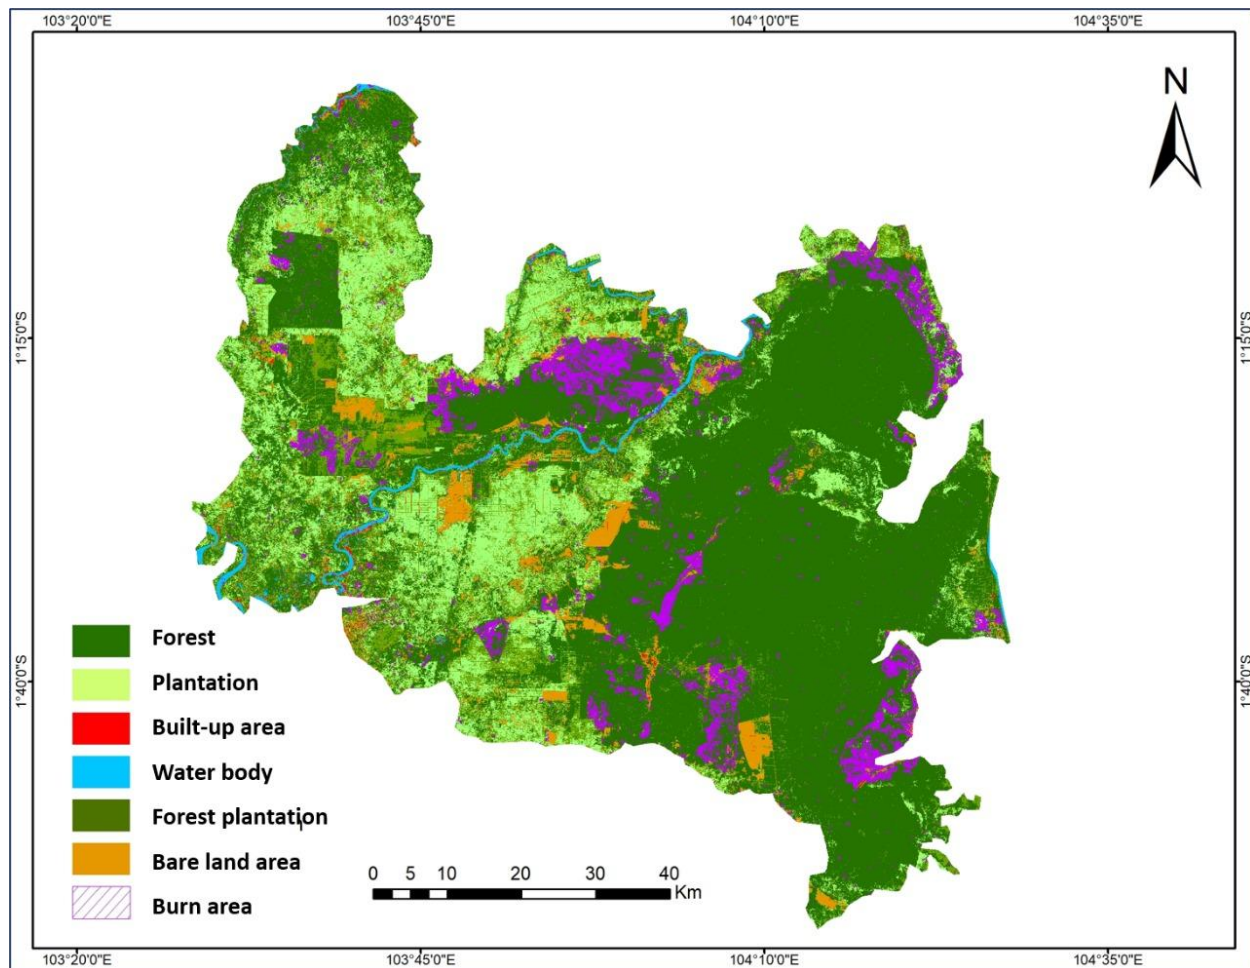 103°20'0"E 103°45'0"E 104°10'0"E 104°35'0"E
N
1°15'0"S 1°15'0"S
1°40'0"S 1°40'0"S
Forest
Plantation
Built-up area
Water body
Forest plantation
Bare land area
Burn area
0 5 10 20 30 40
Km
103°20'0"E 103°45'0"E 104°10'0"E 104°35'0"E